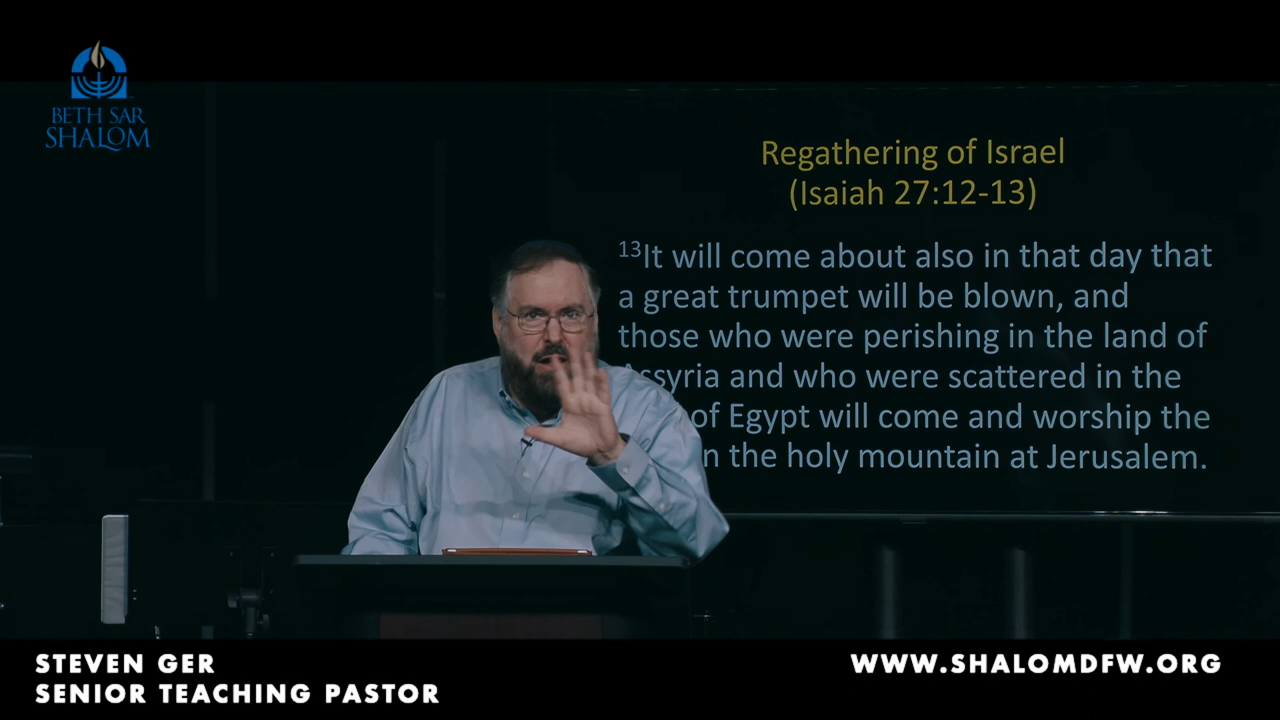 BETH SAR
SHALOM
Regathering of Israel
(Isaiah 27:12-13)
13It will come about also in that day that
a great trumpet will be blown, and
those who were perishing in the land of
Assyria and who were scattered in the
of Egypt will come and worship the
the holy mountain at Jerusalem.
STEVEN GER
SENIOR TEACHING PASTOR
WWW.SHALOMDFW.ORG